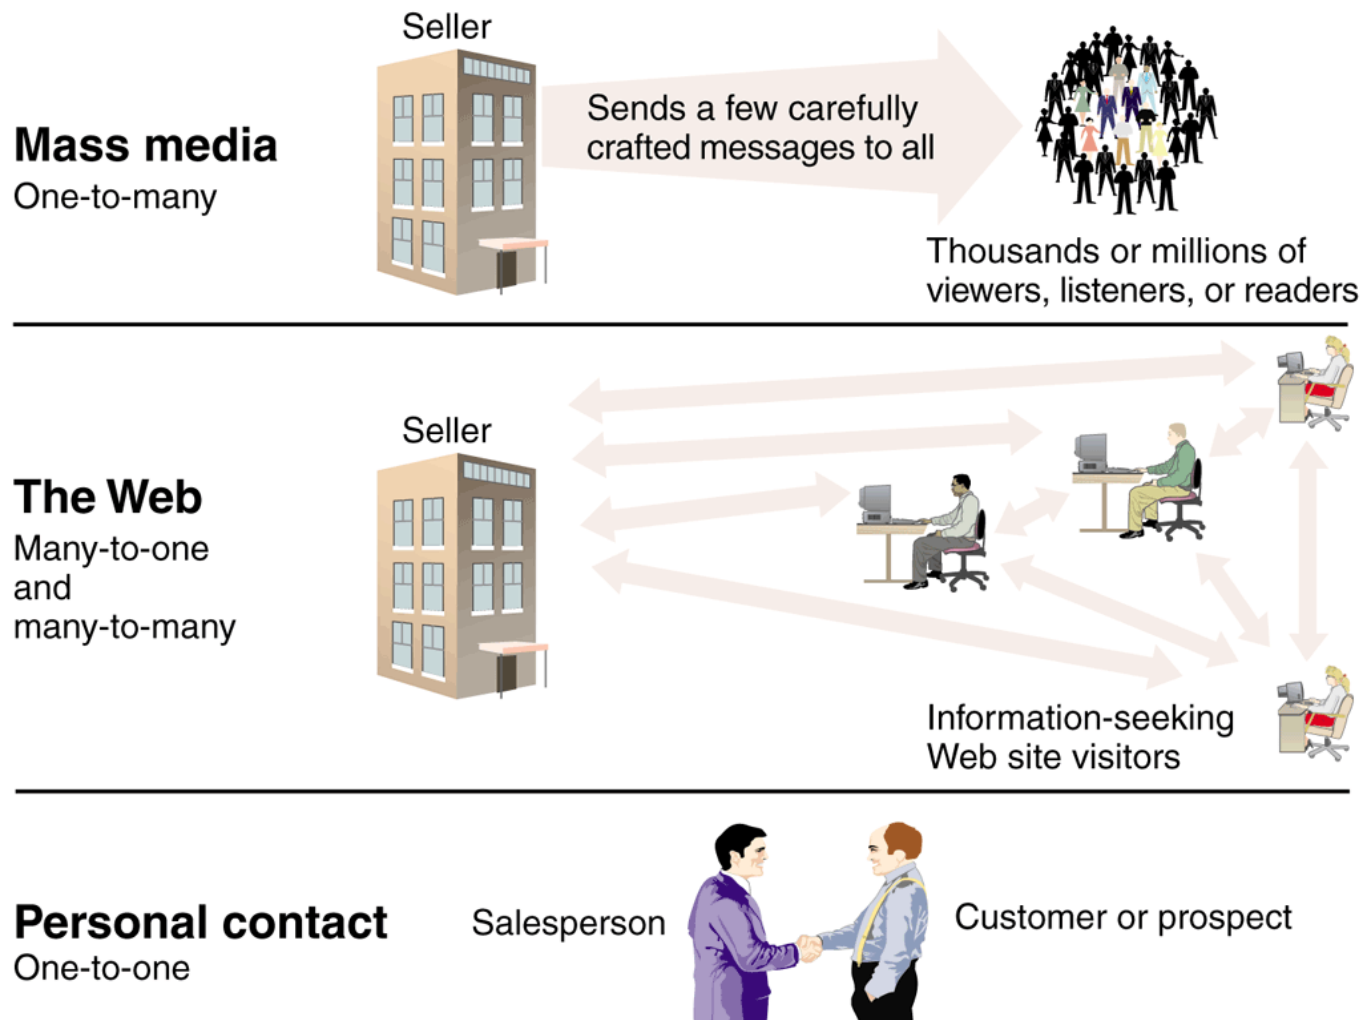 Seller
Mass media
One-to-many
Sends a few carefully
crafted messages to all
Thousands or millions of
viewers, listeners, or readers
Seller
The Web
Many-to-one
and
many-to-many
Information-seeking
Web site visitors
Personal contact
One-to-one
Salesperson
Customer or prospect